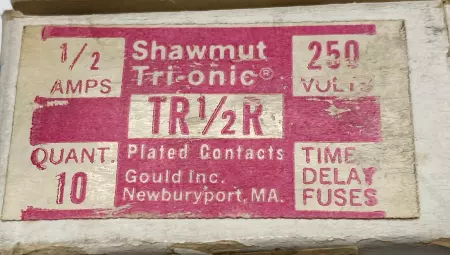 1/2
AMPS
Shawmut
Tri-onic®
250
VOLTS
TR1/2R
QUANT.
10
Plated Contacts
Gould Inc.
Newburyport, MA.
TIME
DELAY
FUSES